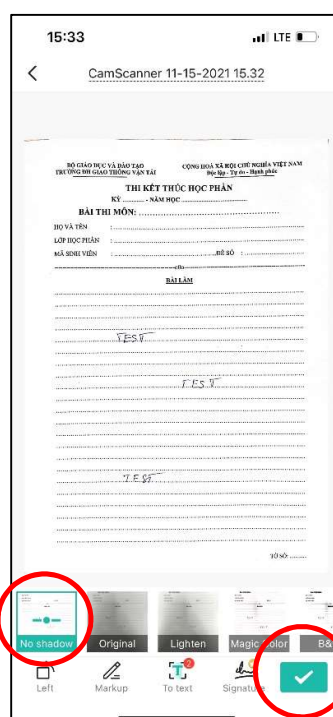 15:33 LTE
CamScanner 11-15-2021 15.32
BỘ GIÁO DỤC VÀ ĐÀO TẠO CỘNG HOÀ XÃ HỘI CHỦ NGHĨA VIỆT NAM
TRƯỜNG ĐH GIAO THÔNG VẬN TẢI Độc lập - Tự do - Hạnh phúc
THI KẾT THÚC HỌC PHẦN
KỲ ......... - NĂM HỌC ....................
BÀI THI MÔN: ....................
HỌ VÀ TÊN : ....................
LỚP HỌC PHẦN : ....................
MÃ SINH VIÊN : .................... ĐỀ SỐ : ..........
BÀI LÀM
TEST
TEST
TEST
TỜ SỐ: .........
No shadow Original Lighten Magic Color B&
Left Markup To text 2 Signature